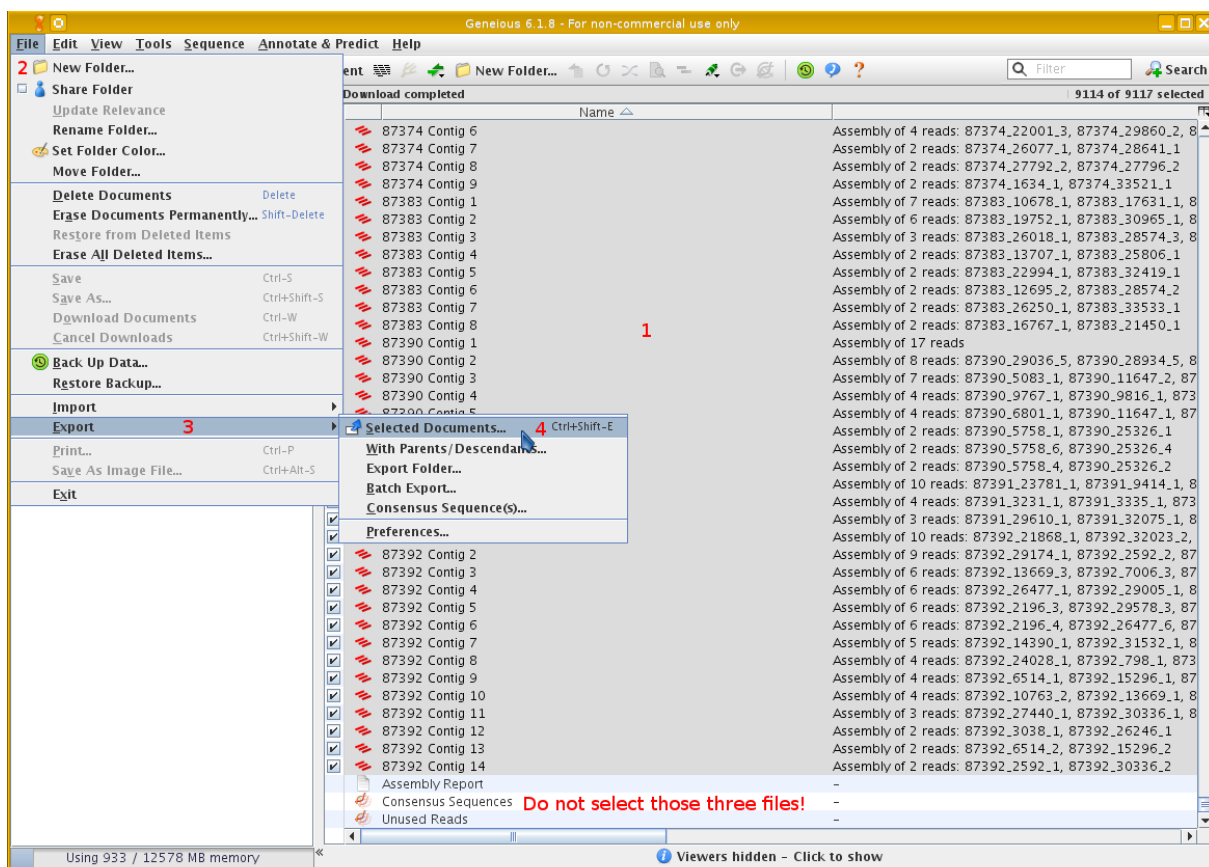 Geneious 6.1.8 - For non-commercial use only
File Edit View Tools Sequence Annotate & Predict Help
2 New Folder...
Share Folder
Update Relevance
Rename Folder...
Set Folder Color...
Move Folder...
Delete Documents Delete
Erase Documents Permanently... Shift-Delete
Restore from Deleted Items
Erase All Deleted Items...
Save Ctrl-S
Save As... Ctrl+Shift-S
Download Documents Ctrl-W
Cancel Downloads Ctrl+Shift-W
Back Up Data...
Restore Backup...
Import
Export 3
Print... Ctrl-P
Save As Image File... Ctrl+Alt-S
Exit
Selected Documents... 4 Ctrl+Shift-E
With Parents/Descendants...
Export Folder...
Batch Export...
Consensus Sequence(s)...
Preferences...
ent New Folder... ? Filter Search
Download completed 9114 of 9117 selected
Name
87374 Contig 6 Assembly of 4 reads: 87374_22001_3, 87374_29860_2, 8
87374 Contig 7 Assembly of 2 reads: 87374_26077_1, 87374_28641_1
87374 Contig 8 Assembly of 2 reads: 87374_27792_2, 87374_27796_2
87374 Contig 9 Assembly of 2 reads: 87374_1634_1, 87374_33521_1
87383 Contig 1 Assembly of 7 reads: 87383_10678_1, 87383_17631_1, 8
87383 Contig 2 Assembly of 6 reads: 87383_19752_1, 87383_30965_1, 8
87383 Contig 3 Assembly of 3 reads: 87383_26018_1, 87383_28574_3, 8
87383 Contig 4 Assembly of 2 reads: 87383_13707_1, 87383_25806_1
87383 Contig 5 Assembly of 2 reads: 87383_22994_1, 87383_32419_1
87383 Contig 6 Assembly of 2 reads: 87383_12695_2, 87383_28574_2
87383 Contig 7 Assembly of 2 reads: 87383_26250_1, 87383_33533_1
87383 Contig 8 Assembly of 2 reads: 87383_16767_1, 87383_21450_1
1
87390 Contig 1 Assembly of 17 reads
87390 Contig 2 Assembly of 8 reads: 87390_29036_5, 87390_28934_5, 8
87390 Contig 3 Assembly of 7 reads: 87390_5083_1, 87390_11647_2, 87
87390 Contig 4 Assembly of 4 reads: 87390_9767_1, 87390_9816_1, 873
87390 Contig 5 Assembly of 4 reads: 87390_6801_1, 87390_11647_1, 87
Assembly of 2 reads: 87390_5758_1, 87390_25326_1
Assembly of 2 reads: 87390_5758_6, 87390_25326_4
Assembly of 2 reads: 87390_5758_4, 87390_25326_2
Assembly of 10 reads: 87391_23781_1, 87391_9414_1, 8
Assembly of 4 reads: 87391_3231_1, 87391_3335_1, 873
Assembly of 3 reads: 87391_29610_1, 87391_32075_1, 8
Assembly of 10 reads: 87392_21868_1, 87392_32023_2,
87392 Contig 2 Assembly of 9 reads: 87392_29174_1, 87392_2592_2, 87
87392 Contig 3 Assembly of 6 reads: 87392_13669_3, 87392_7006_3, 87
87392 Contig 4 Assembly of 6 reads: 87392_26477_1, 87392_29005_1, 8
87392 Contig 5 Assembly of 6 reads: 87392_2196_3, 87392_29578_3, 87
87392 Contig 6 Assembly of 6 reads: 87392_2196_4, 87392_26477_6, 87
87392 Contig 7 Assembly of 5 reads: 87392_14390_1, 87392_31532_1, 8
87392 Contig 8 Assembly of 4 reads: 87392_24028_1, 87392_798_1, 873
87392 Contig 9 Assembly of 4 reads: 87392_6514_1, 87392_15296_1, 87
87392 Contig 10 Assembly of 4 reads: 87392_10763_2, 87392_13669_1, 8
87392 Contig 11 Assembly of 3 reads: 87392_27440_1, 87392_30336_1, 8
87392 Contig 12 Assembly of 2 reads: 87392_3038_1, 87392_26246_1
87392 Contig 13 Assembly of 2 reads: 87392_6514_2, 87392_15296_2
87392 Contig 14 Assembly of 2 reads: 87392_2592_1, 87392_30336_2
Assembly Report -
Consensus Sequences Do not select those three files! -
Unused Reads -
Using 933 / 12578 MB memory « Viewers hidden - Click to show